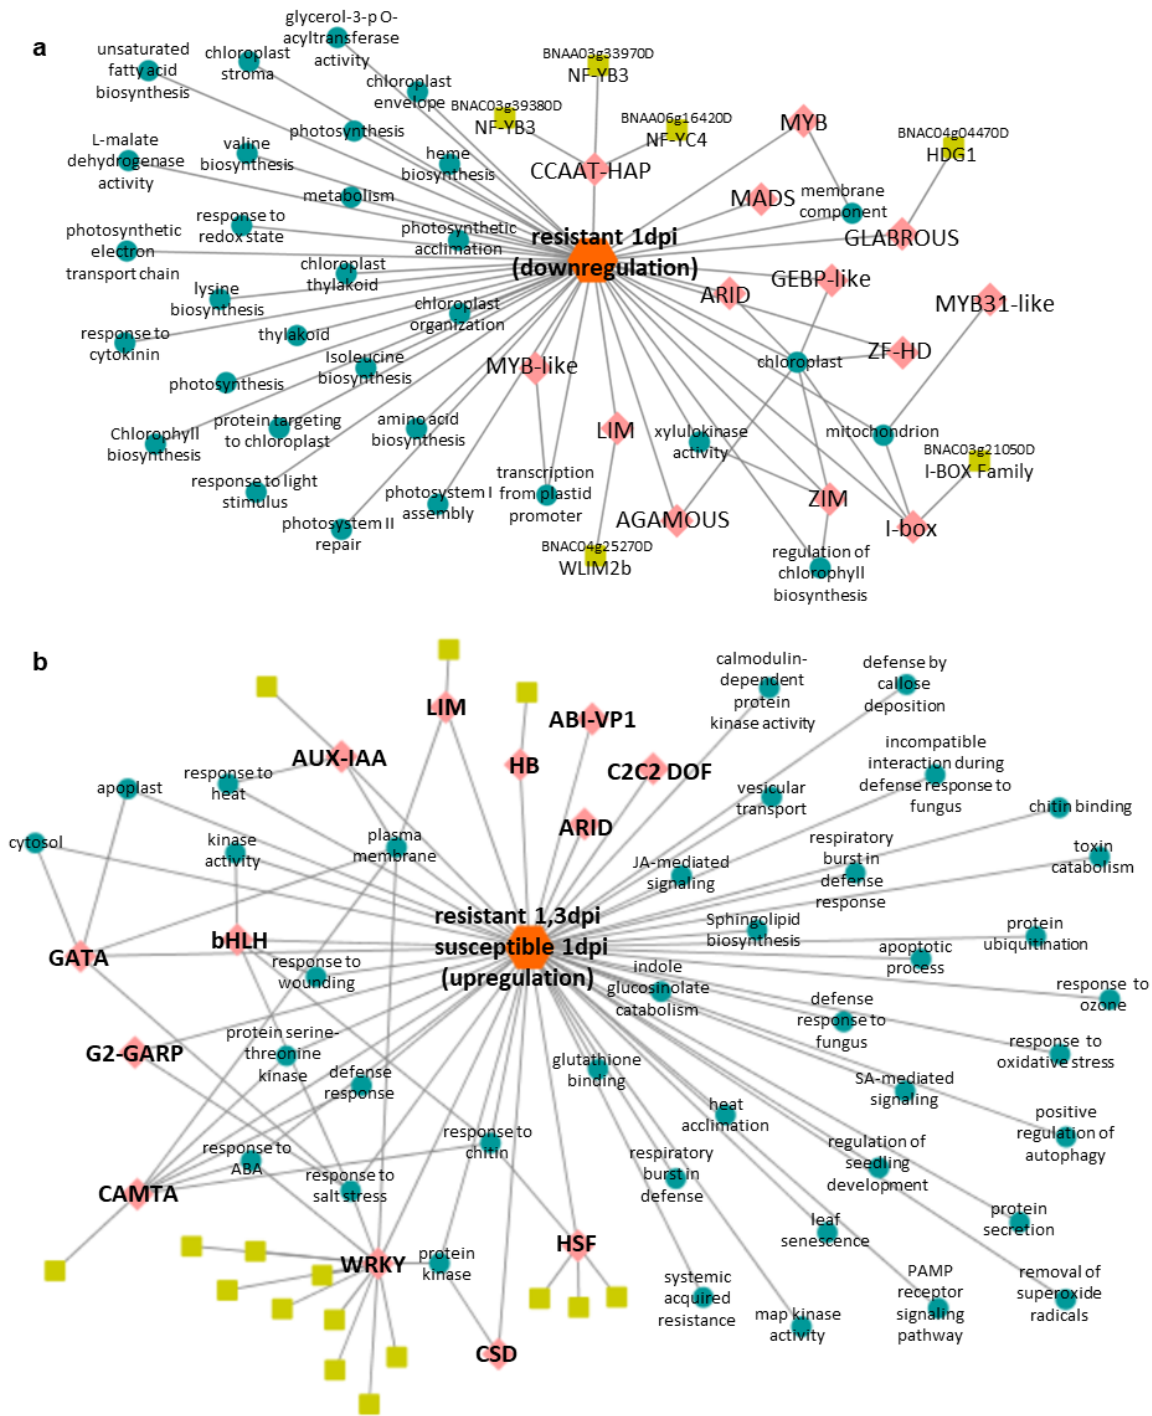 a
glycerol-3-p O-
acyltransferase
activity
unsaturated
fatty acid
biosynthesis
chloroplast
stroma
chloroplast
envelope
BNAA03g33970D
NF-YB3
BNAC03g39380D
NF-YB3
BNAA06g16420D
NF-YC4
MYB
BNAC04g04470D
HDG1
photosynthesis
L-malate
dehydrogenase
activity
valine
biosynthesis
heme
biosynthesis
CCAAT-HAP
metabolism
MADS
membrane
component
response to
redox state
photosynthetic
electron
transport chain
photosynthetic
acclimation
resistant 1dpi
(downregulation)
GLABROUS
chloroplast
thylakoid
GEBP-like
ARID
MYB31-like
lysine
biosynthesis
chloroplast
organization
response to
cytokinin
thylakoid
Isoleucine
biosynthesis
MYB-like
chloroplast
ZF-HD
photosynthesis
Chlorophyll
biosynthesis
protein targeting
to chloroplast
amino acid
biosynthesis
LIM
xylulokinase
activity
mitochondrion
BNAC03g21050D
I-BOX Family
response to light
stimulus
photosystem I
assembly
transcription
from plastid
promoter
ZIM
photosystem II
repair
AGAMOUS
I-box
BNAC04g25270D
WLIM2b
regulation of
chlorophyll
biosynthesis
b
calmodulin-
dependent
protein
kinase activity
defense by
callose
deposition
LIM
ABI-VP1
AUX-IAA
HB
C2C2 DOF
incompatible
interaction during
defense response to
fungus
apoplast
response to
heat
vesicular
transport
chitin binding
ARID
cytosol
kinase
activity
plasma
membrane
JA-mediated
signaling
respiratory
burst in
defense
response
toxin
catabolism
resistant 1,3dpi
susceptible 1dpi
(upregulation)
Sphingolipid
biosynthesis
protein
ubiquitination
GATA
bHLH
response to
wounding
indole
glucosinolate
catabolism
apoptotic
process
response to
ozone
G2-GARP
protein serine-
threonine
kinase
defense
response
glutathione
binding
defense
response to
fungus
response to
oxidative stress
SA-mediated
signaling
heat
acclimation
positive
regulation of
autophagy
response to
ABA
response to
salt stress
response to
chitin
respiratory
burst in
defense
regulation of
seedling
development
CAMTA
protein
secretion
WRKY
protein
kinase
HSF
leaf
senescence
systemic
acquired
resistance
map kinase
activity
PAMP
receptor
signaling
pathway
removal of
superoxide
radicals
CSD